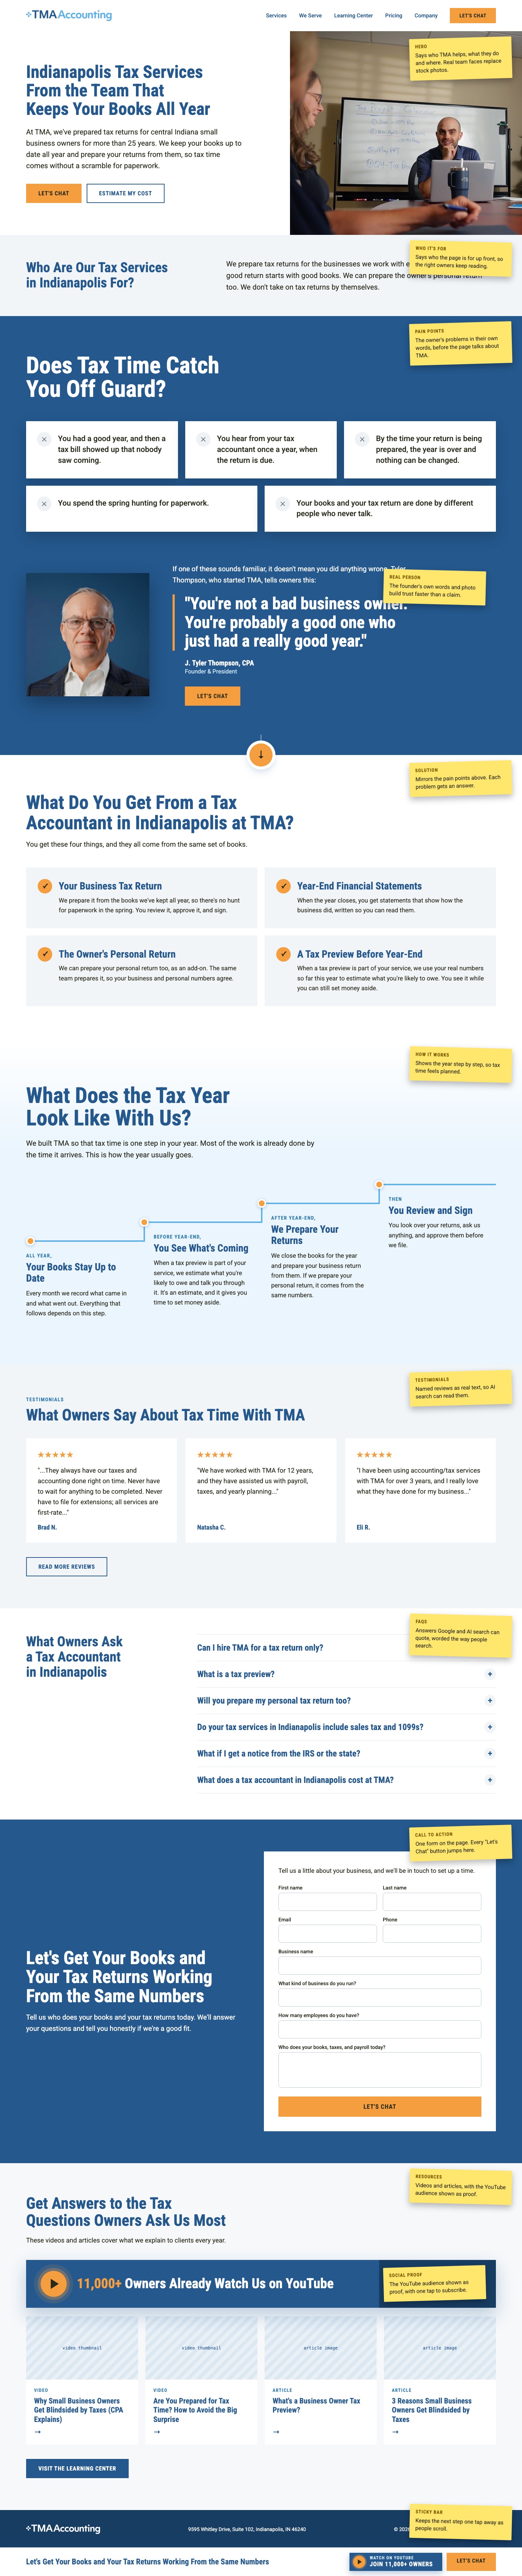 TMA Accounting
Services
We Serve
Learning Center
Pricing
Company
LET'S CHAT
HERO
Says who TMA helps, what they do
and where. Real team faces replace
stock photos.
Indianapolis Tax Services
From the Team That
Keeps Your Books All Year
At TMA, we've prepared tax returns for central Indiana small
business owners for more than 25 years. We keep your books up to
date all year and prepare your returns from them, so tax time
comes without a scramble for paperwork.
LET'S CHAT
ESTIMATE MY COST
WHO IT'S FOR
Says who the page is for up front, so
the right owners keep reading.
Who Are Our Tax Services
in Indianapolis For?
We prepare tax returns for the businesses we work with
good return starts with good books. We can prepare the owner's personal return
too. We don't take on tax returns by themselves.
PAIN POINTS
The owner's problems in their own
words, before the page talks about
TMA.
Does Tax Time Catch
You Off Guard?
You had a good year, and then a
tax bill showed up that nobody
saw coming.
You hear from your tax
accountant once a year, when
the return is due.
By the time your return is being
prepared, the year is over and
nothing can be changed.
You spend the spring hunting for paperwork.
Your books and your tax return are done by different
people who never talk.
If one of these sounds familiar, it doesn't mean you did anything wrong. Tyler
Thompson, who started TMA, tells owners this:
REAL PERSON
The founder's own words and photo
build trust faster than a claim.
"You're not a bad business owner.
You're probably a good one who
just had a really good year."
J. Tyler Thompson, CPA
Founder & President
LET'S CHAT
SOLUTION
Mirrors the pain points above. Each
problem gets an answer.
What Do You Get From a Tax
Accountant in Indianapolis at TMA?
You get these four things, and they all come from the same set of books.
Your Business Tax Return
We prepare it from the books we've kept all year, so there's no hunt
for paperwork in the spring. You review it, approve it, and sign.
Year-End Financial Statements
When the year closes, you get statements that show how the
business did, written so you can read them.
The Owner's Personal Return
We can prepare your personal return too, as an add-on. The same
team prepares it, so your business and personal numbers agree.
A Tax Preview Before Year-End
When a tax preview is part of your service, we use your real numbers
so far this year to estimate what you're likely to owe. You see it while
you can still set money aside.
HOW IT WORKS
Shows the year step by step, so tax
time feels planned.
What Does the Tax Year
Look Like With Us?
We built TMA so that tax time is one step in your year. Most of the work is already done by
the time it arrives. This is how the year usually goes.
ALL YEAR,
Your Books Stay Up to
Date
Every month we record what came in
and what went out. Everything that
follows depends on this step.
BEFORE YEAR-END,
You See What's Coming
When a tax preview is part of your
service, we estimate what you're
likely to owe and talk you through
it. It's an estimate, and it gives you
time to set money aside.
AFTER YEAR-END,
We Prepare Your
Returns
We close the books for the year
and prepare your business return
from them. If we prepare your
personal return, it comes from the
same numbers.
THEN
You Review and Sign
You look over your returns, ask us
anything, and approve them before
we file.
TESTIMONIALS
Named reviews as real text, so AI
search can read them.
TESTIMONIALS
What Owners Say About Tax Time With TMA
★★★★★
"...They always have our taxes and
accounting done right on time. Never have
to wait for anything to be completed. Never
have to file for extensions; all services are
first-rate..."
Brad N.
★★★★★
"We have worked with TMA for 12 years,
and they have assisted us with payroll,
taxes, and yearly planning..."
Natasha C.
★★★★★
"I have been using accounting/tax services
with TMA for over 3 years, and I really love
what they have done for my business..."
Eli R.
READ MORE REVIEWS
FAQS
Answers Google and AI search can
quote, worded the way people
search.
What Owners Ask
a Tax Accountant
in Indianapolis
Can I hire TMA for a tax return only?
What is a tax preview?
Will you prepare my personal tax return too?
Do your tax services in Indianapolis include sales tax and 1099s?
What if I get a notice from the IRS or the state?
What does a tax accountant in Indianapolis cost at TMA?
CALL TO ACTION
One form on the page. Every "Let's
Chat" button jumps here.
Let's Get Your Books and
Your Tax Returns Working
From the Same Numbers
Tell us who does your books and your tax returns today. We'll answer
your questions and tell you honestly if we're a good fit.
Tell us a little about your business, and we'll be in touch to set up a time.
First name
Last name
Email
Phone
Business name
What kind of business do you run?
How many employees do you have?
Who does your books, taxes, and payroll today?
LET'S CHAT
RESOURCES
Videos and articles, with the YouTube
audience shown as proof.
Get Answers to the Tax
Questions Owners Ask Us Most
These videos and articles cover what we explain to clients every year.
11,000+ Owners Already Watch Us on YouTube
SOCIAL PROOF
The YouTube audience shown as
proof, with one tap to subscribe.
video thumbnail
video thumbnail
article image
article image
VIDEO
Why Small Business Owners
Get Blindsided by Taxes (CPA
Explains)
VIDEO
Are You Prepared for Tax
Time? How to Avoid the Big
Surprise
ARTICLE
What's a Business Owner Tax
Preview?
ARTICLE
3 Reasons Small Business
Owners Get Blindsided by
Taxes
VISIT THE LEARNING CENTER
STICKY BAR
Keeps the next step one tap away as
people scroll.
TMA Accounting
9595 Whitley Drive, Suite 102, Indianapolis, IN 46240
Let's Get Your Books and Your Tax Returns Working From the Same Numbers
WATCH ON YOUTUBE
JOIN 11,000+ OWNERS
LET'S CHAT